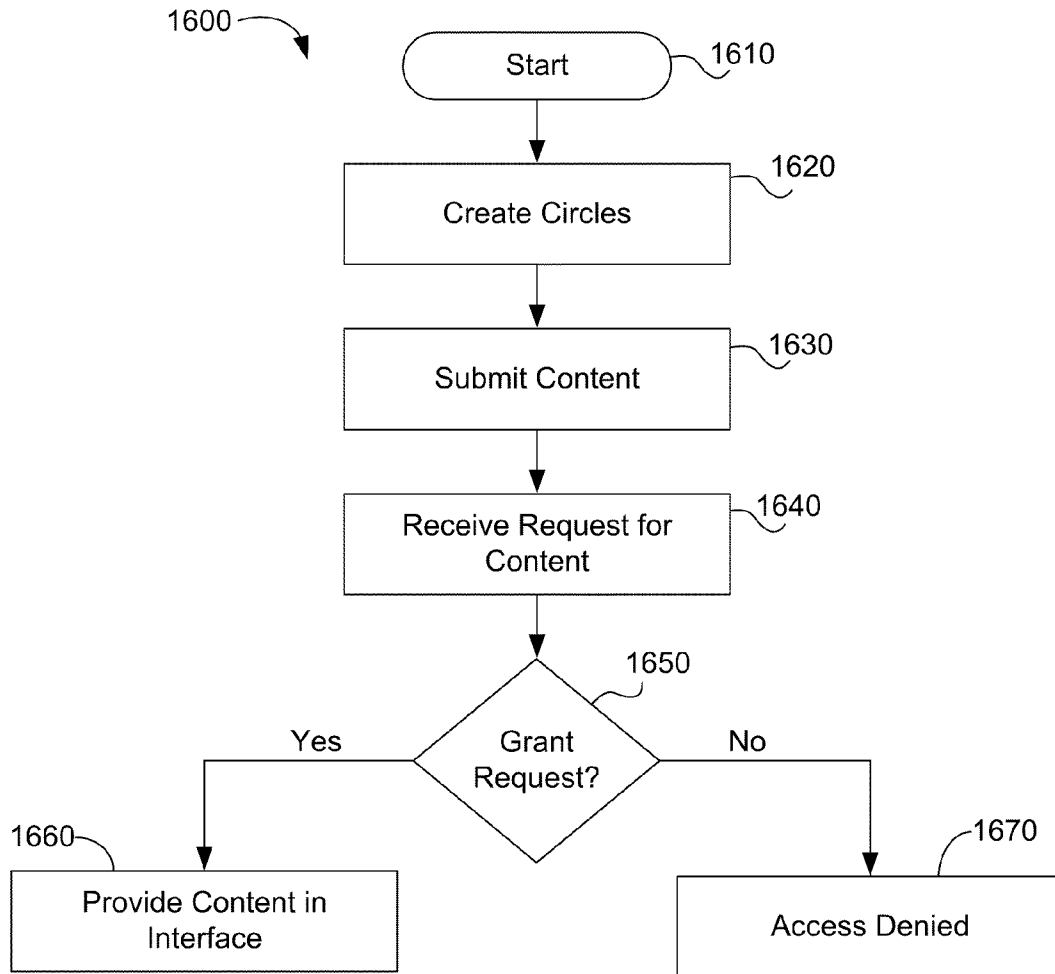 1600
Start
1610
Create Circles
1620
Submit Content
1630
Receive Request for
Content
1640
Grant
Request?
1650
Yes
No
1660
Provide Content in
Interface
1670
Access Denied